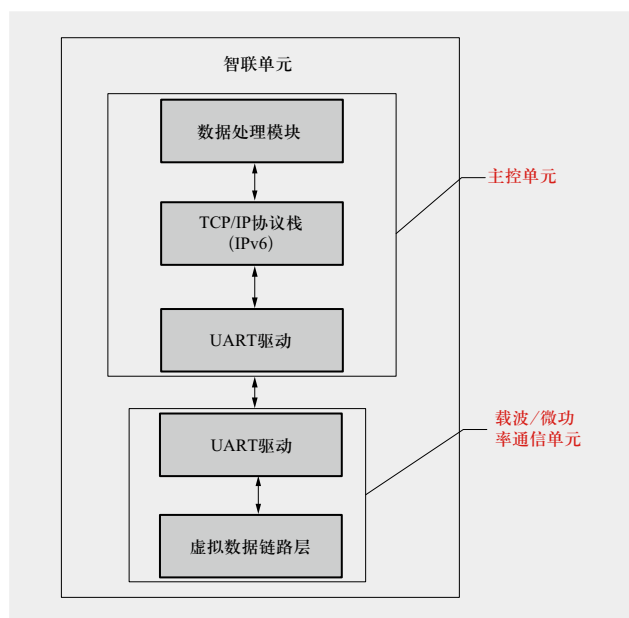 智联单元
数据处理模块
主控单元
TCP/IP协议栈
(IPv6)
UART驱动
载波/微功
率通信单元
UART驱动
虚拟数据链路层